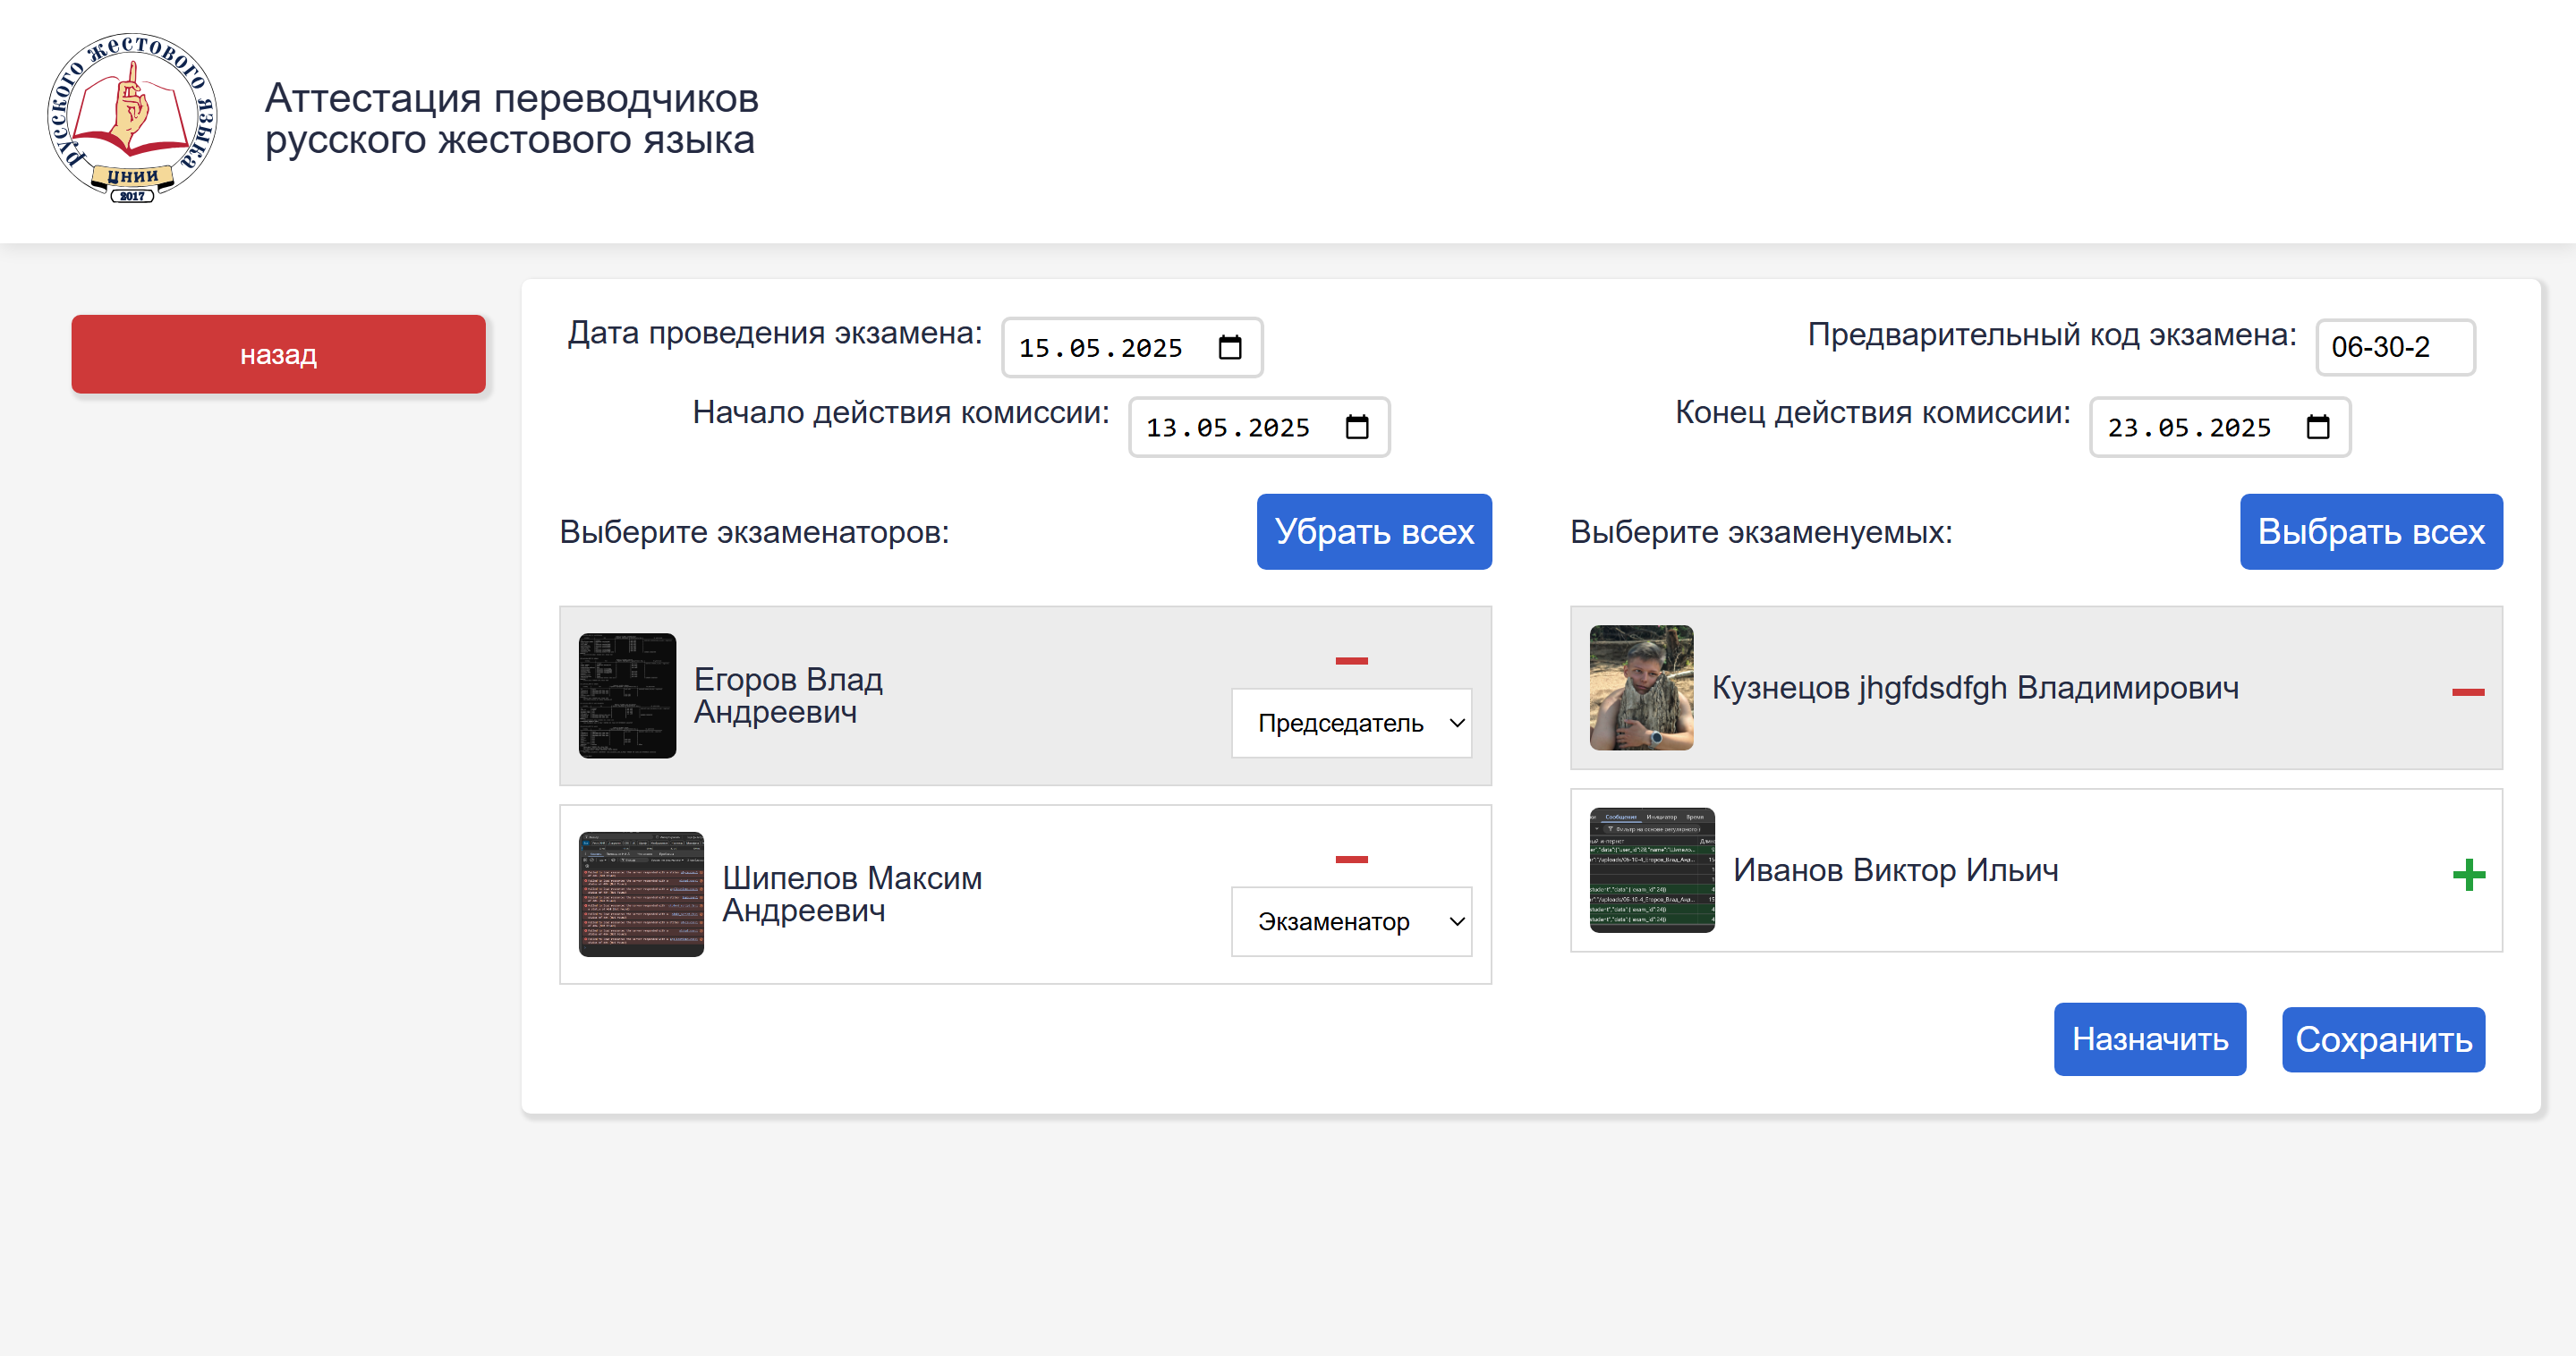 русского жестового языка
ЦНИИ
2017
Аттестация переводчиков
русского жестового языка
назад
Дата проведения экзамена:
15.05.2025
Предварительный код экзамена:
06-30-2
Начало действия комиссии:
13.05.2025
Конец действия комиссии:
23.05.2025
Выберите экзаменаторов:
Убрать всех
Выберите экзаменуемых:
Выбрать всех
Егоров Влад
Андреевич
Председатель
Кузнецов jhgfdsdfgh Владимирович
Шипелов Максим
Андреевич
Экзаменатор
Сообщения Инициатор Время
Иванов Виктор Ильич
Назначить
Сохранить